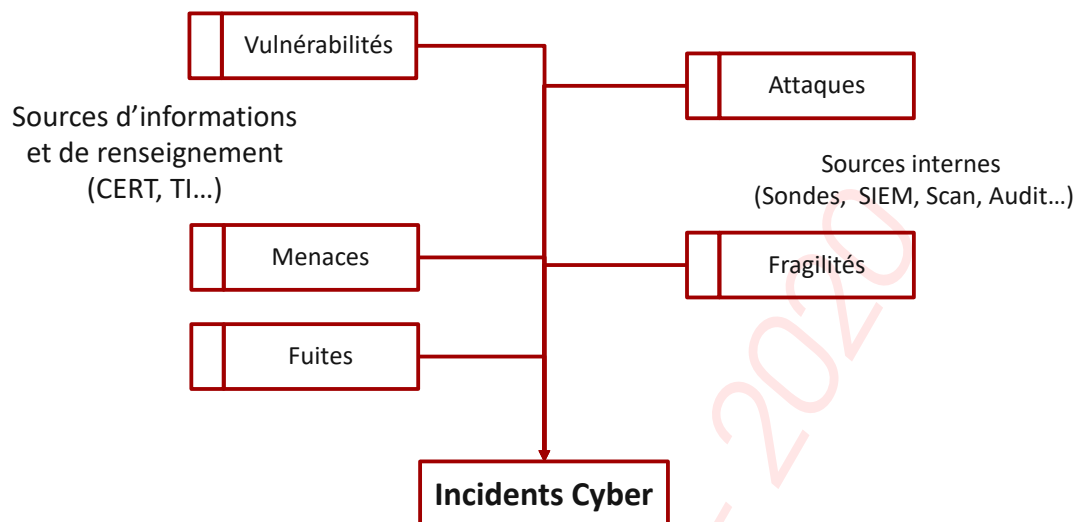 Vulnérabilités
Attaques
Sources d’informations
et de renseignement
(CERT, TI…)
Sources internes
(Sondes, SIEM, Scan, Audit…)
Menaces
Fragilités
Fuites
Incidents Cyber
- 2020